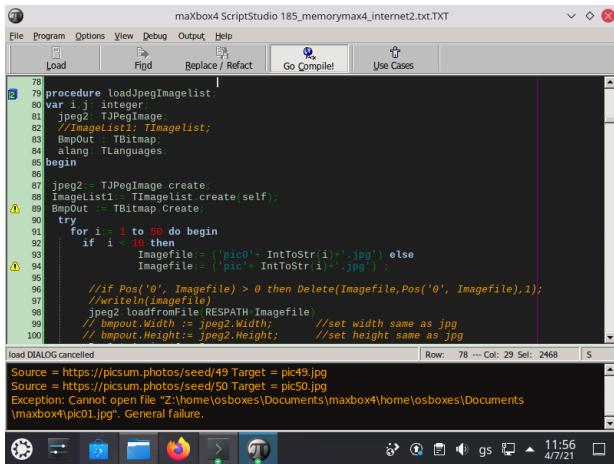 maXbox4 ScriptStudio 185_memorymax4_internet2.txt.TXT
File Program Options View Debug Output Help
Load Find Replace / Refact Go Compile! Use Cases
78
79 procedure loadJpegImagelist;
80 var i,j: integer;
81 jpeg2: TJPegImage;
82 //ImageList1: TImagelist;
83 BmpOut : TBitmap;
84 alang: TLanguages;
85 begin
86
87 jpeg2:= TJPegImage.create;
88 ImageList1:= TImagelist.create(self);
89 BmpOut := TBitmap.Create;
90 try
91 for i:= 1 to 50 do begin
92 if i < 10 then
93 Imagefile:= ('pic0'+ IntToStr(i)+'.jpg') else
94 Imagefile:= ('pic'+ IntToStr(i)+'.jpg') ;
95
96 //if Pos('0', Imagefile) > 0 then Delete(Imagefile,Pos('0', Imagefile),1);
97 //writeln(imagefile)
98 jpeg2.loadfromFile(RESPATH+Imagefile)
99 // bmpout.Width := jpeg2.Width; //set width same as jpg
100 // bmpout.Height:= jpeg2.Height; //set height same as jpg
load DIALOG cancelled Row: 78 --- Col: 29 Sel: 2468 S
Source = https://picsum.photos/seed/49 Target = pic49.jpg
Source = https://picsum.photos/seed/50 Target = pic50.jpg
Exception: Cannot open file "Z:\home\osboxes\Documents\maxbox4\home\osboxes\Documents
\maxbox4\pic01.jpg". General failure.
gs 11:56
4/7/21